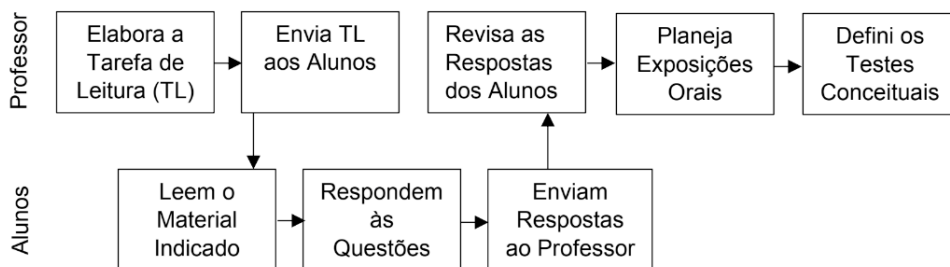 Professor
Elabora a
Tarefa de
Leitura (TL)
Envia TL
aos Alunos
Revisa as
Respostas
dos Alunos
Planeja
Exposições
Orais
Defini os
Testes
Conceituais
Alunos
Leem o
Material
Indicado
Respondem
às
Questões
Enviam
Respostas
ao Professor